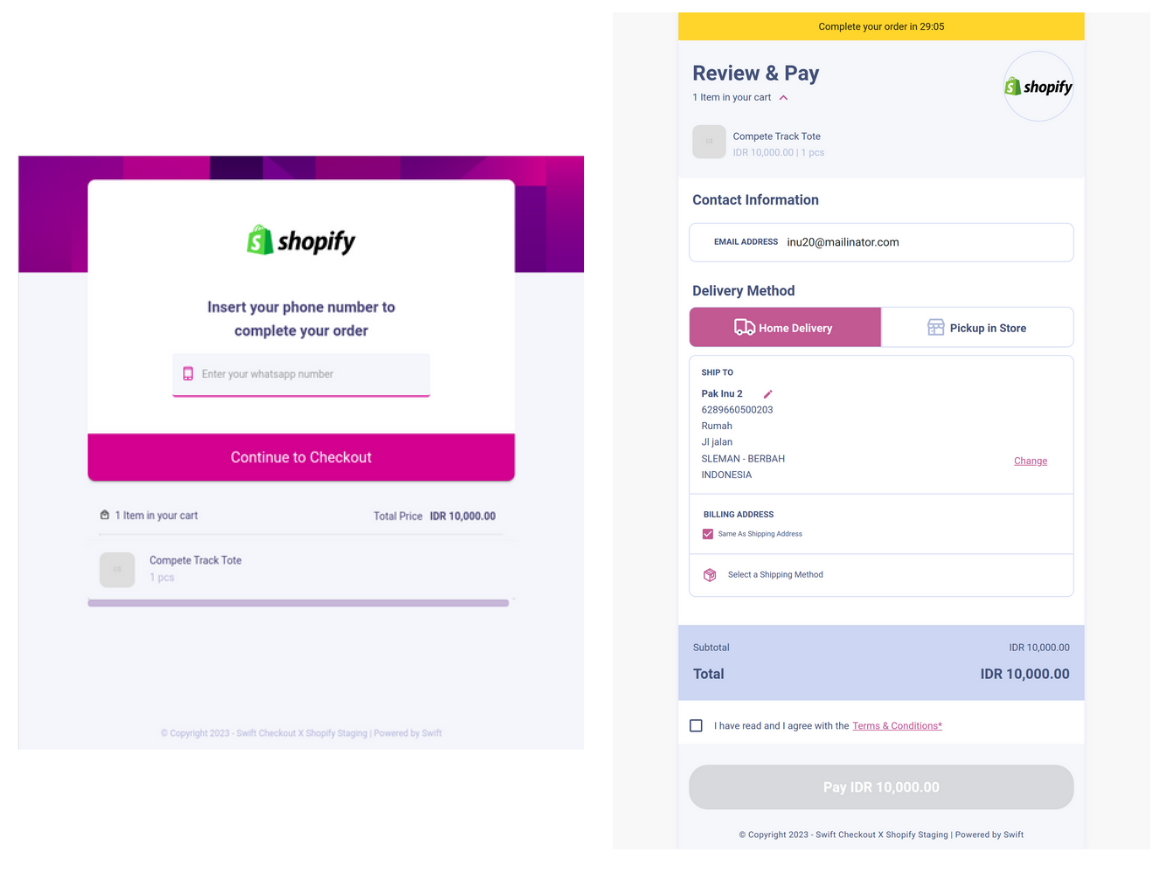 shopify
Insert your phone number to
complete your order
Enter your whatsapp number
Continue to Checkout
1 Item in your cart
Total Price IDR 10,000.00
Compete Track Tote
1 pcs
© Copyright 2023 - Swift Checkout X Shopify Staging | Powered by Swift
Complete your order in 29:05
Review & Pay
1 Item in your cart
shopify
Compete Track Tote
IDR 10,000.00 | 1 pcs
Contact Information
EMAIL ADDRESS inu20@mailinator.com
Delivery Method
Home Delivery
Pickup in Store
SHIP TO
Pak Inu 2
6289660500203
Rumah
Jl jalan
SLEMAN - BERBAH
Change
INDONESIA
BILLING ADDRESS
Same As Shipping Address
Select a Shipping Method
Subtotal IDR 10,000.00
Total IDR 10,000.00
I have read and I agree with the Terms & Conditions*
Pay IDR 10,000.00
© Copyright 2023 - Swift Checkout X Shopify Staging | Powered by Swift